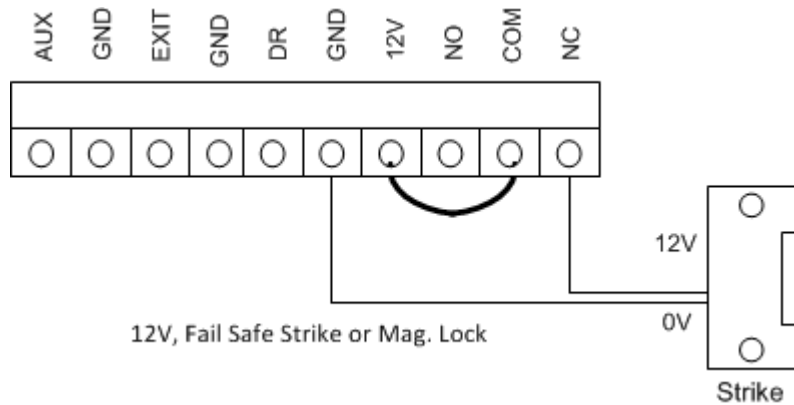 AUX GND EXIT GND DR GND 12V NO COM NC
12V
0V
12V, Fail Safe Strike or Mag. Lock
Strike